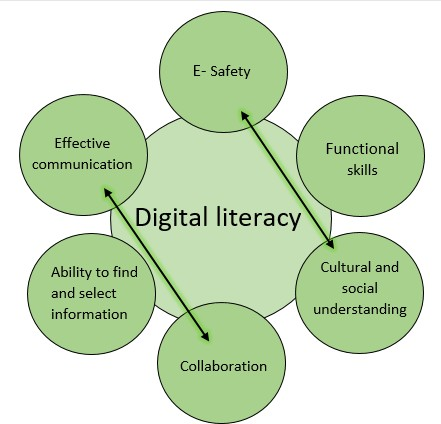 E- Safety
Effective
communication
Functional
skills
Digital literacy
Ability to find
and select
information
Cultural and
social
understanding
Collaboration